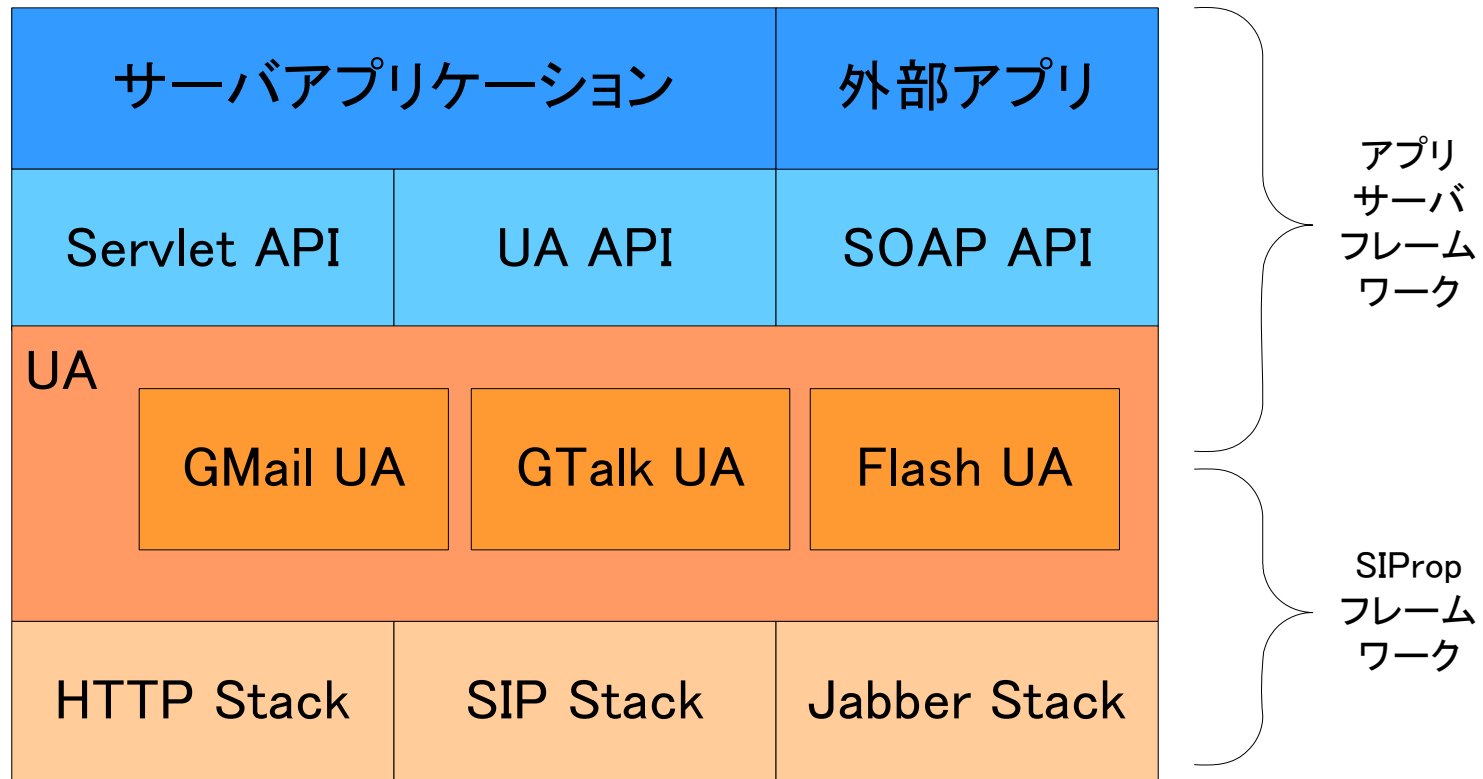 サーバアプリケーション
外部アプリ
Servlet API
UA API
SOAP API
UA
GMail UA
GTalk UA
Flash UA
HTTP Stack
SIP Stack
Jabber Stack
アプリ
サーバ
フレーム
ワーク
SIProp
フレーム
ワーク